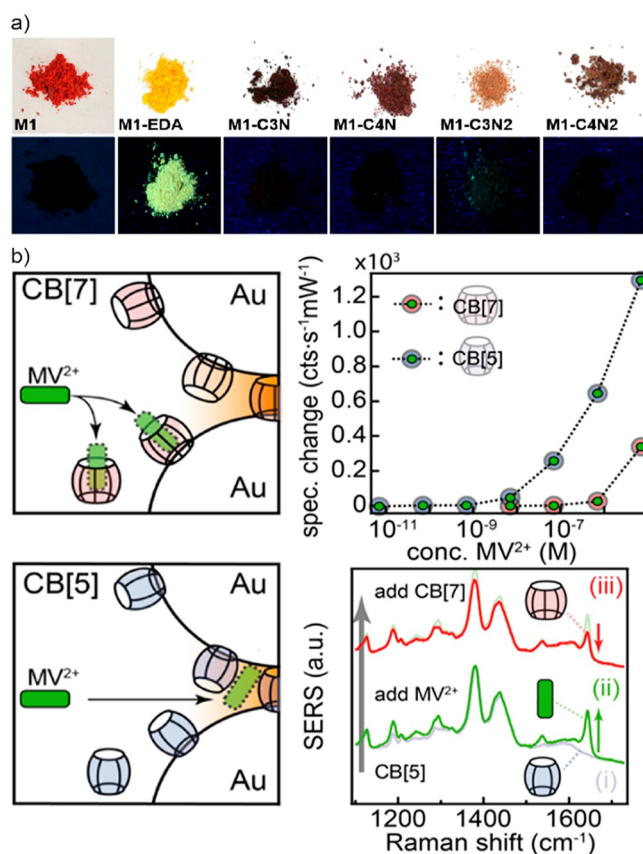 a)
M1
M1-EDA
M1-C3N
M1-C4N
M1-C3N2
M1-C4N2
b)
CB[7]
Au
MV²⁺
Au
×10³
spec. change (cts·s⁻¹mW⁻¹)
1.2
1.0
0.8
0.6
0.4
0.2
0
: CB[7]
: CB[5]
10⁻¹¹
10⁻⁹
10⁻⁷
conc. MV²⁺ (M)
CB[5]
Au
MV²⁺
Au
SERS (a.u.)
add CB[7]
(iii)
add MV²⁺
(ii)
CB[5]
(i)
1200
1400
1600
Raman shift (cm⁻¹)